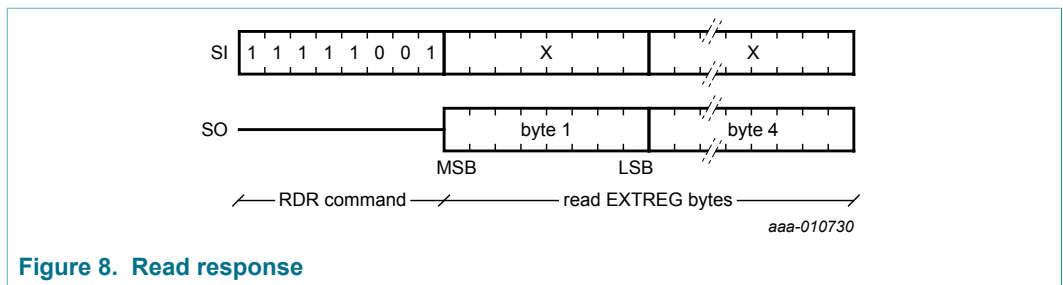 SI 1 1 1 1 1 0 0 1 X X
SO byte 1 byte 4
MSB LSB
RDR command read EXTREG bytes
aaa-010730
Figure 8. Read response